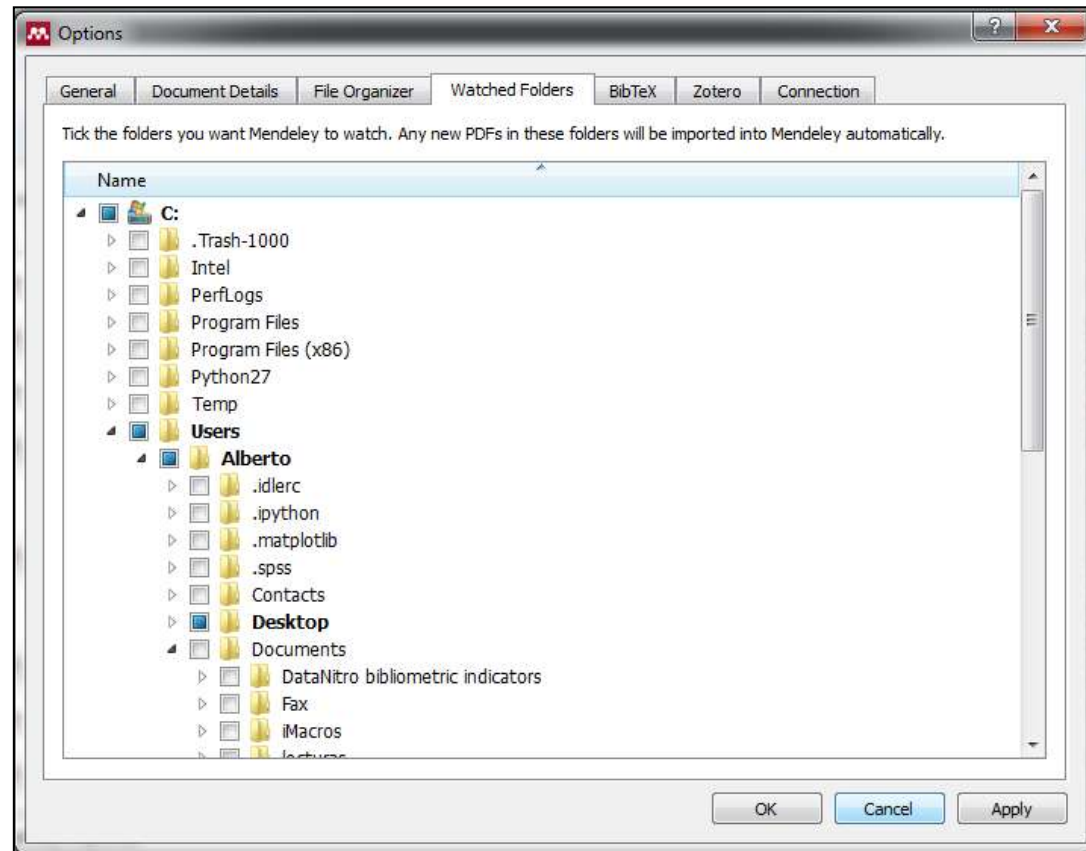 Options
General Document Details File Organizer Watched Folders BibTeX Zotero Connection
Tick the folders you want Mendeley to watch. Any new PDFs in these folders will be imported into Mendeley automatically.
Name
C:
.Trash-1000
Intel
PerfLogs
Program Files
Program Files (x86)
Python27
Temp
Users
Alberto
.idlerc
.ipython
.matplotlib
.spss
Contacts
Desktop
Documents
DataNitro bibliometric indicators
Fax
iMacros
OK Cancel Apply